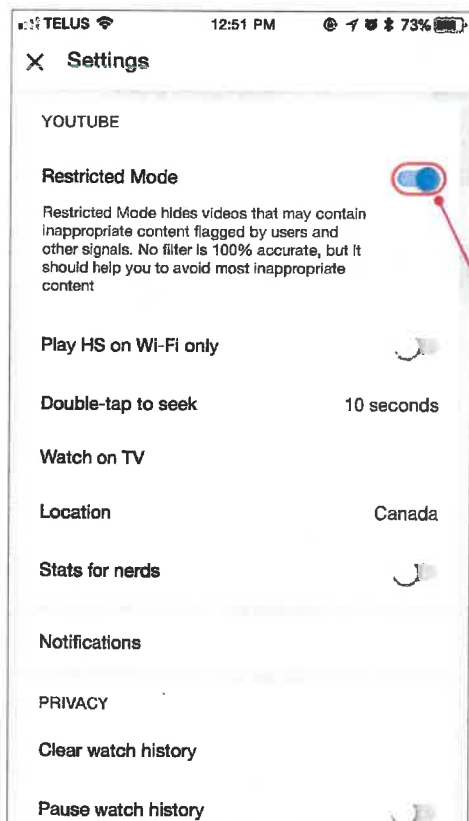 TELUS 12:51 PM 73%
× Settings
YOUTUBE
Restricted Mode
Restricted Mode hides videos that may contain
inappropriate content flagged by users and
other signals. No filter is 100% accurate, but it
should help you to avoid most inappropriate
content
Play HS on Wi-Fi only
Double-tap to seek 10 seconds
Watch on TV
Location Canada
Stats for nerds
Notifications
PRIVACY
Clear watch history
Pause watch history